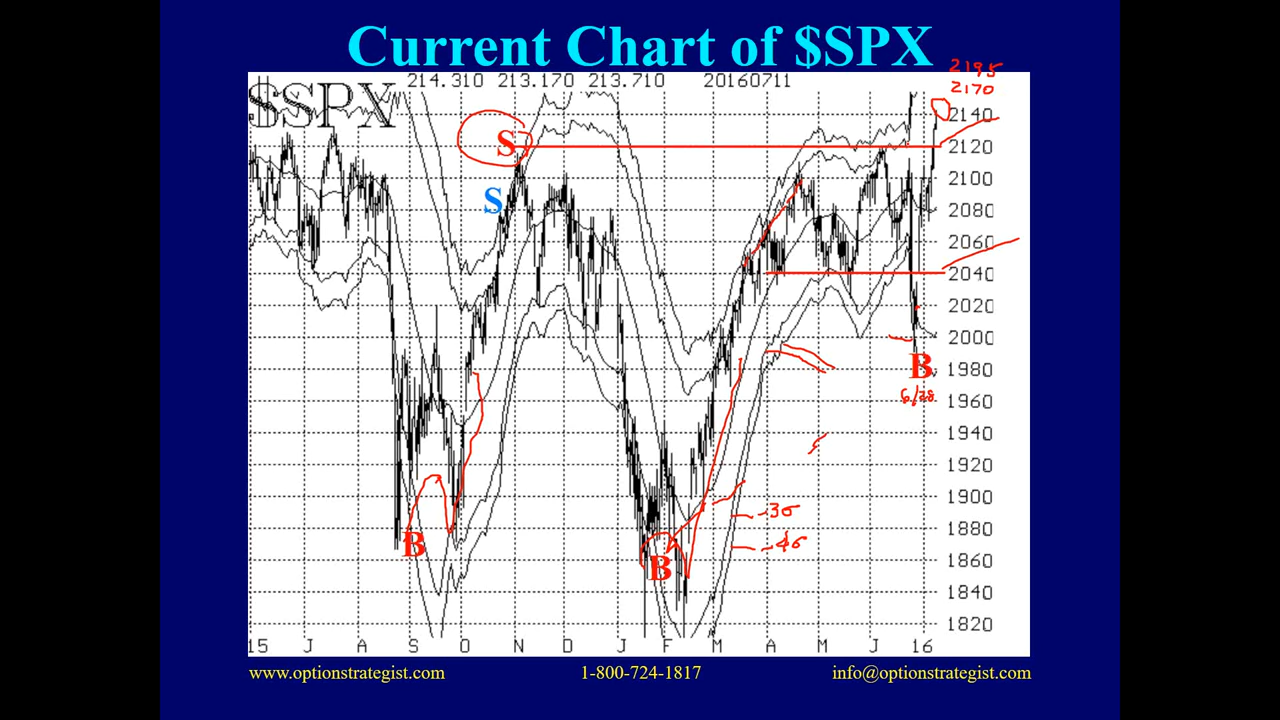 Current Chart of $SPX
2195
2170
$SPX 214.310 213.170 213.710 20160711
2140
S 2120
2100
S 2080
2060
2040
2020
2000
B 1980
6/28 1960
1940
1920
1900
-3σ
B 1880
-4σ
B 1860
1840
1820
15 J A S O N D J F M A M J 16
www.optionstrategist.com 1-800-724-1817 info@optionstrategist.com